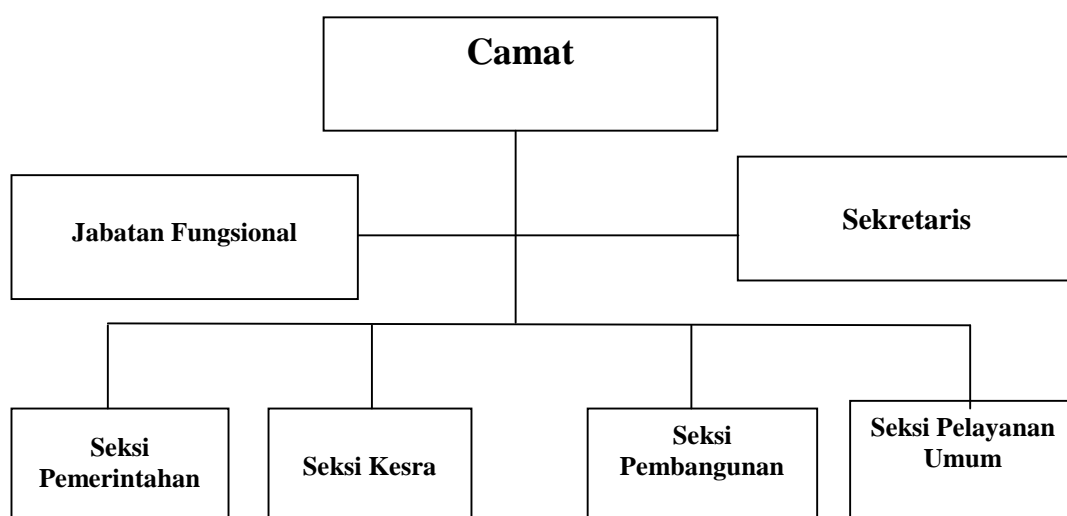 Camat
Jabatan Fungsional
Sekretaris
Seksi
Pemerintahan
Seksi Kesra
Seksi
Pembangunan
Seksi Pelayanan
Umum